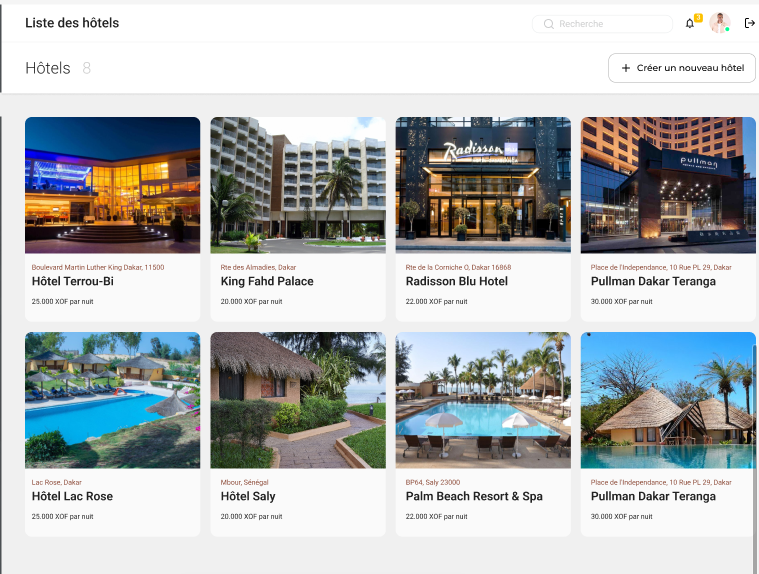 Liste des hôtels
Recherche
3
Hôtels 8
+ Créer un nouveau hôtel
Radisson
pullman
Boulevard Martin Luther King Dakar, 11500
Hôtel Terrou-Bi
25.000 XOF par nuit
Rte des Almadies, Dakar
King Fahd Palace
20.000 XOF par nuit
Rte de la Corniche O, Dakar 16868
Radisson Blu Hotel
22.000 XOF par nuit
Place de l'Independance, 10 Rue PL 29, Dakar
Pullman Dakar Teranga
30.000 XOF par nuit
Lac Rose, Dakar
Hôtel Lac Rose
25.000 XOF par nuit
Mbour, Sénégal
Hôtel Saly
20.000 XOF par nuit
BP64, Saly 23000
Palm Beach Resort & Spa
22.000 XOF par nuit
Place de l'Independance, 10 Rue PL 29, Dakar
Pullman Dakar Teranga
30.000 XOF par nuit